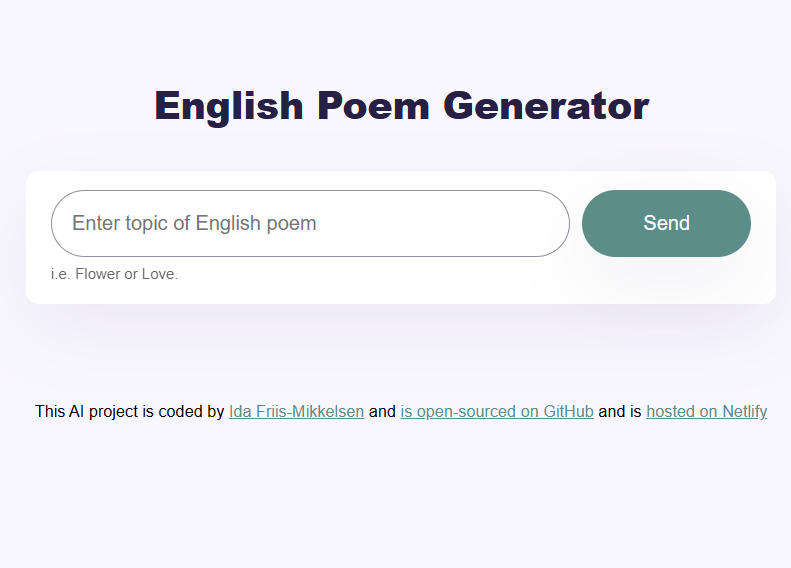 English Poem Generator
Enter topic of English poem
Send
i.e. Flower or Love.
This AI project is coded by Ida Friis-Mikkelsen and is open-sourced on GitHub and is hosted on Netlify